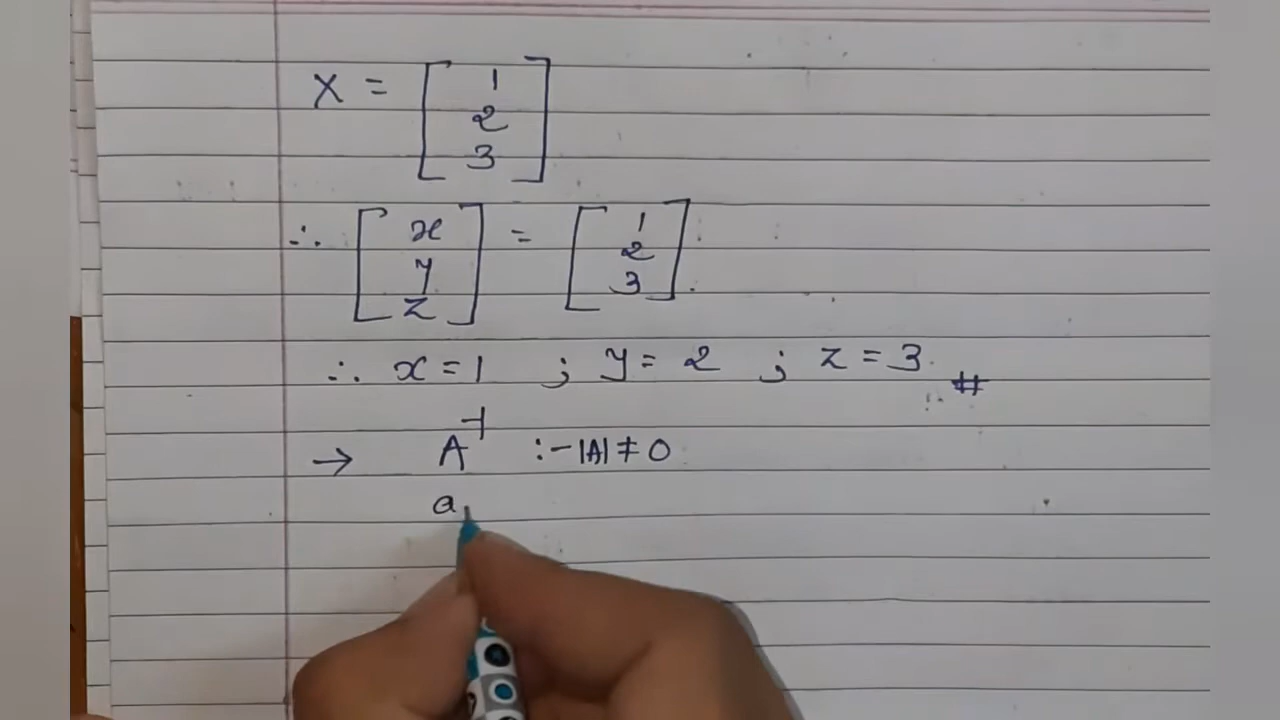 X = [ 1
2
3 ]
∴ [ x
y
z ] = [ 1
2
3 ].
∴ x = 1 ; y = 2 ; z = 3. #
→ A⁻¹ :- |A| ≠ 0
a